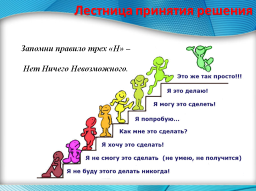 Лестница принятия решения
Запомни правило трех «Н» –
Нет Ничего Невозможного.
Это же так просто!!!
Я это делаю!
Я могу это сделеть!
Я попробую...
Как мне это сделать?
Я хочу это сделать!
Я не смогу это сделать (не умею, не получится)
Я не буду этого делать никогда!